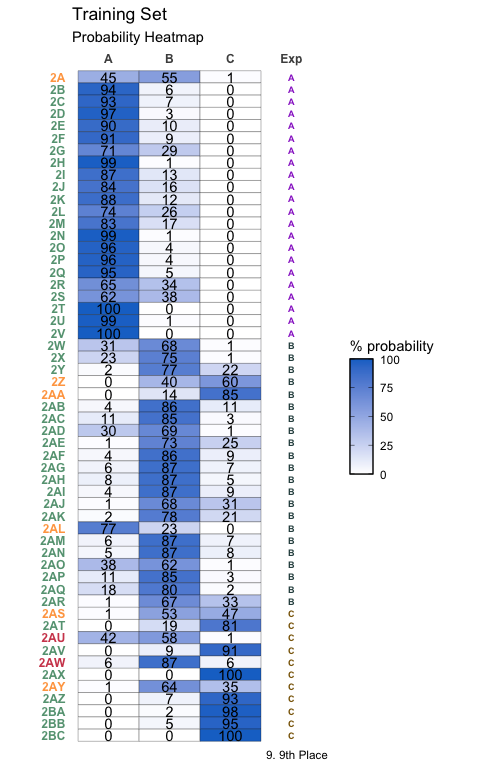 Training Set
Probability Heatmap
A B C Exp
2A 45 55 1 A
2B 94 6 0 A
2C 93 7 0 A
2D 97 3 0 A
2E 90 10 0 A
2F 91 9 0 A
2G 71 29 0 A
2H 99 1 0 A
2I 87 13 0 A
2J 84 16 0 A
2K 88 12 0 A
2L 74 26 0 A
2M 83 17 0 A
2N 99 1 0 A
2O 96 4 0 A
2P 96 4 0 A
2Q 95 5 0 A
2R 65 34 0 A
2S 62 38 0 A
2T 100 0 0 A
2U 99 1 0 A
2V 100 0 0 A
2W 31 68 1 B
2X 23 75 1 B
2Y 2 77 22 B
2Z 0 40 60 B
2AA 0 14 85 B
2AB 4 86 11 B
2AC 11 85 3 B
2AD 30 69 1 B
2AE 1 73 25 B
2AF 4 86 9 B
2AG 6 87 7 B
2AH 8 87 5 B
2AI 4 87 9 B
2AJ 1 68 31 B
2AK 2 78 21 B
2AL 77 23 0 B
2AM 6 87 7 B
2AN 5 87 8 B
2AO 38 62 1 B
2AP 11 85 3 B
2AQ 18 80 2 B
2AR 1 67 33 B
2AS 1 53 47 C
2AT 0 19 81 C
2AU 42 58 1 C
2AV 0 9 91 C
2AW 6 87 6 C
2AX 0 0 100 C
2AY 1 64 35 C
2AZ 0 7 93 C
2BA 0 2 98 C
2BB 0 5 95 C
2BC 0 0 100 C
% probability
100
75
50
25
0
9. 9th Place